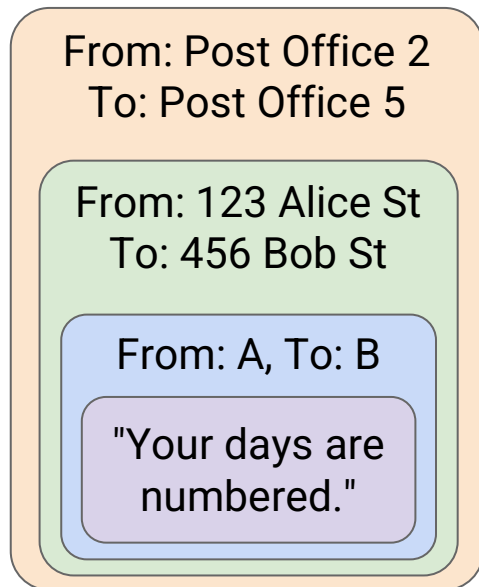 From: Post Office 2
To: Post Office 5
From: 123 Alice St
To: 456 Bob St
From: A, To: B
"Your days are
numbered."